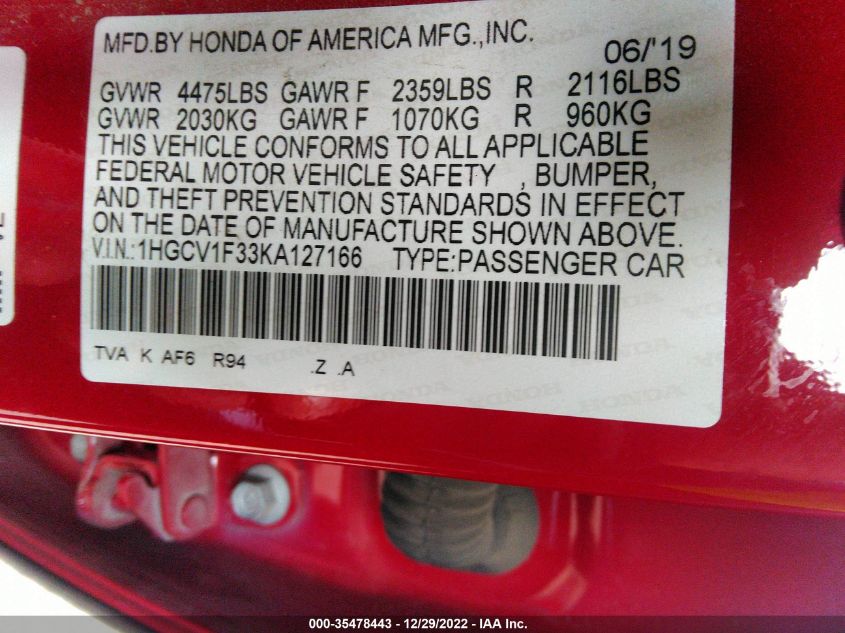 MFD.BY HONDA OF AMERICA MFG.,INC. 06/'19
GVWR 4475LBS GAWR F 2359LBS R 2116LBS
GVWR 2030KG GAWR F 1070KG R 960KG
THIS VEHICLE CONFORMS TO ALL APPLICABLE
FEDERAL MOTOR VEHICLE SAFETY , BUMPER,
AND THEFT PREVENTION STANDARDS IN EFFECT
ON THE DATE OF MANUFACTURE SHOWN ABOVE.
V.I.N.:1HGCV1F33KA127166 TYPE:PASSENGER CAR
TVA K AF6 R94 .Z .A
000-35478443 - 12/29/2022 - IAA Inc.